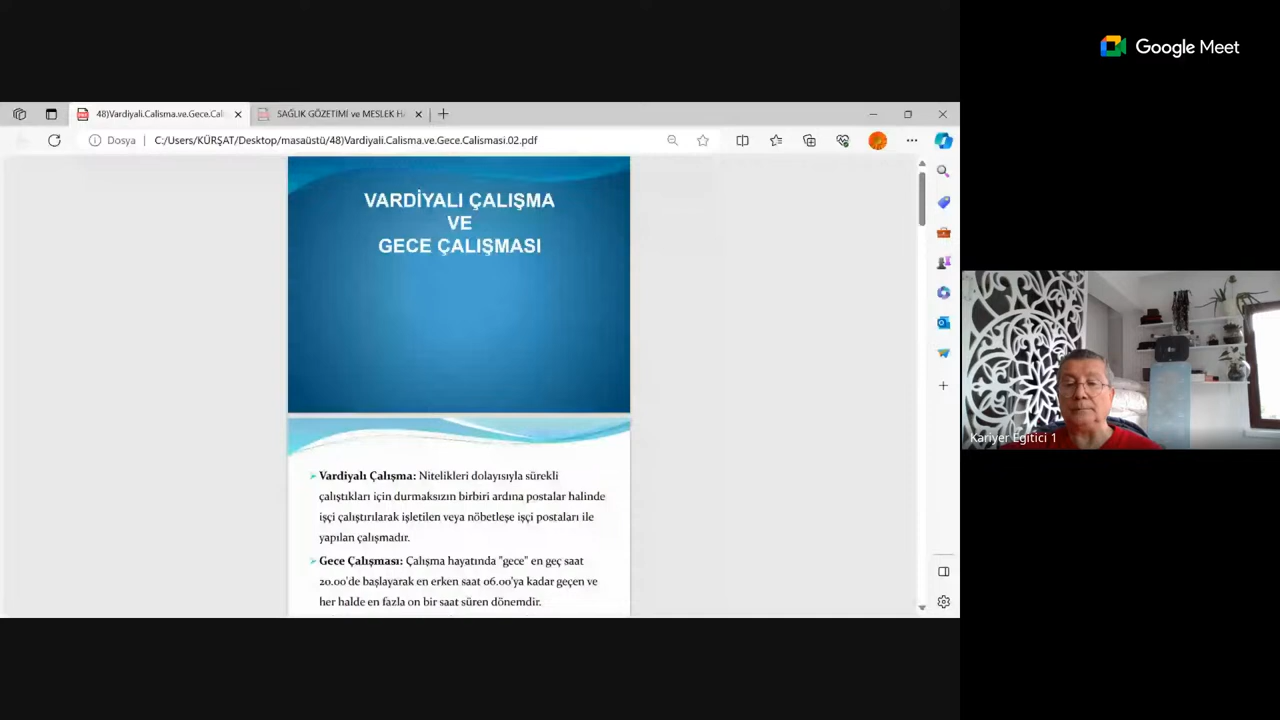 Google Meet
48)Vardiyali.Calisma.ve.Gece.Cali
SAĞLIK GÖZETİMİ ve MESLEK H
Dosya
C:/Users/KÜRŞAT/Desktop/masaüstü/48)Vardiyali.Calisma.ve.Gece.Calismasi.02.pdf
VARDİYALI ÇALIŞMA
VE
GECE ÇALIŞMASI
Vardiyalı Çalışma: Nitelikleri dolayısıyla sürekli
çalıştıkları için durmaksızın birbiri ardına postalar halinde
işçi çalıştırılarak işletilen veya nöbetleşe işçi postaları ile
yapılan çalışmadır.
Gece Çalışması: Çalışma hayatında "gece" en geç saat
20.00'de başlayarak en erken saat 06.00'ya kadar geçen ve
her halde en fazla on bir saat süren dönemdir.
Kariyer Egitici 1